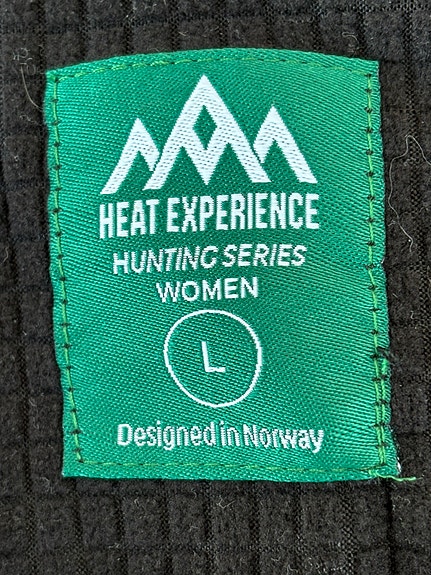 HEAT EXPERIENCE
HUNTING SERIES
WOMEN
L
Designed in Norway